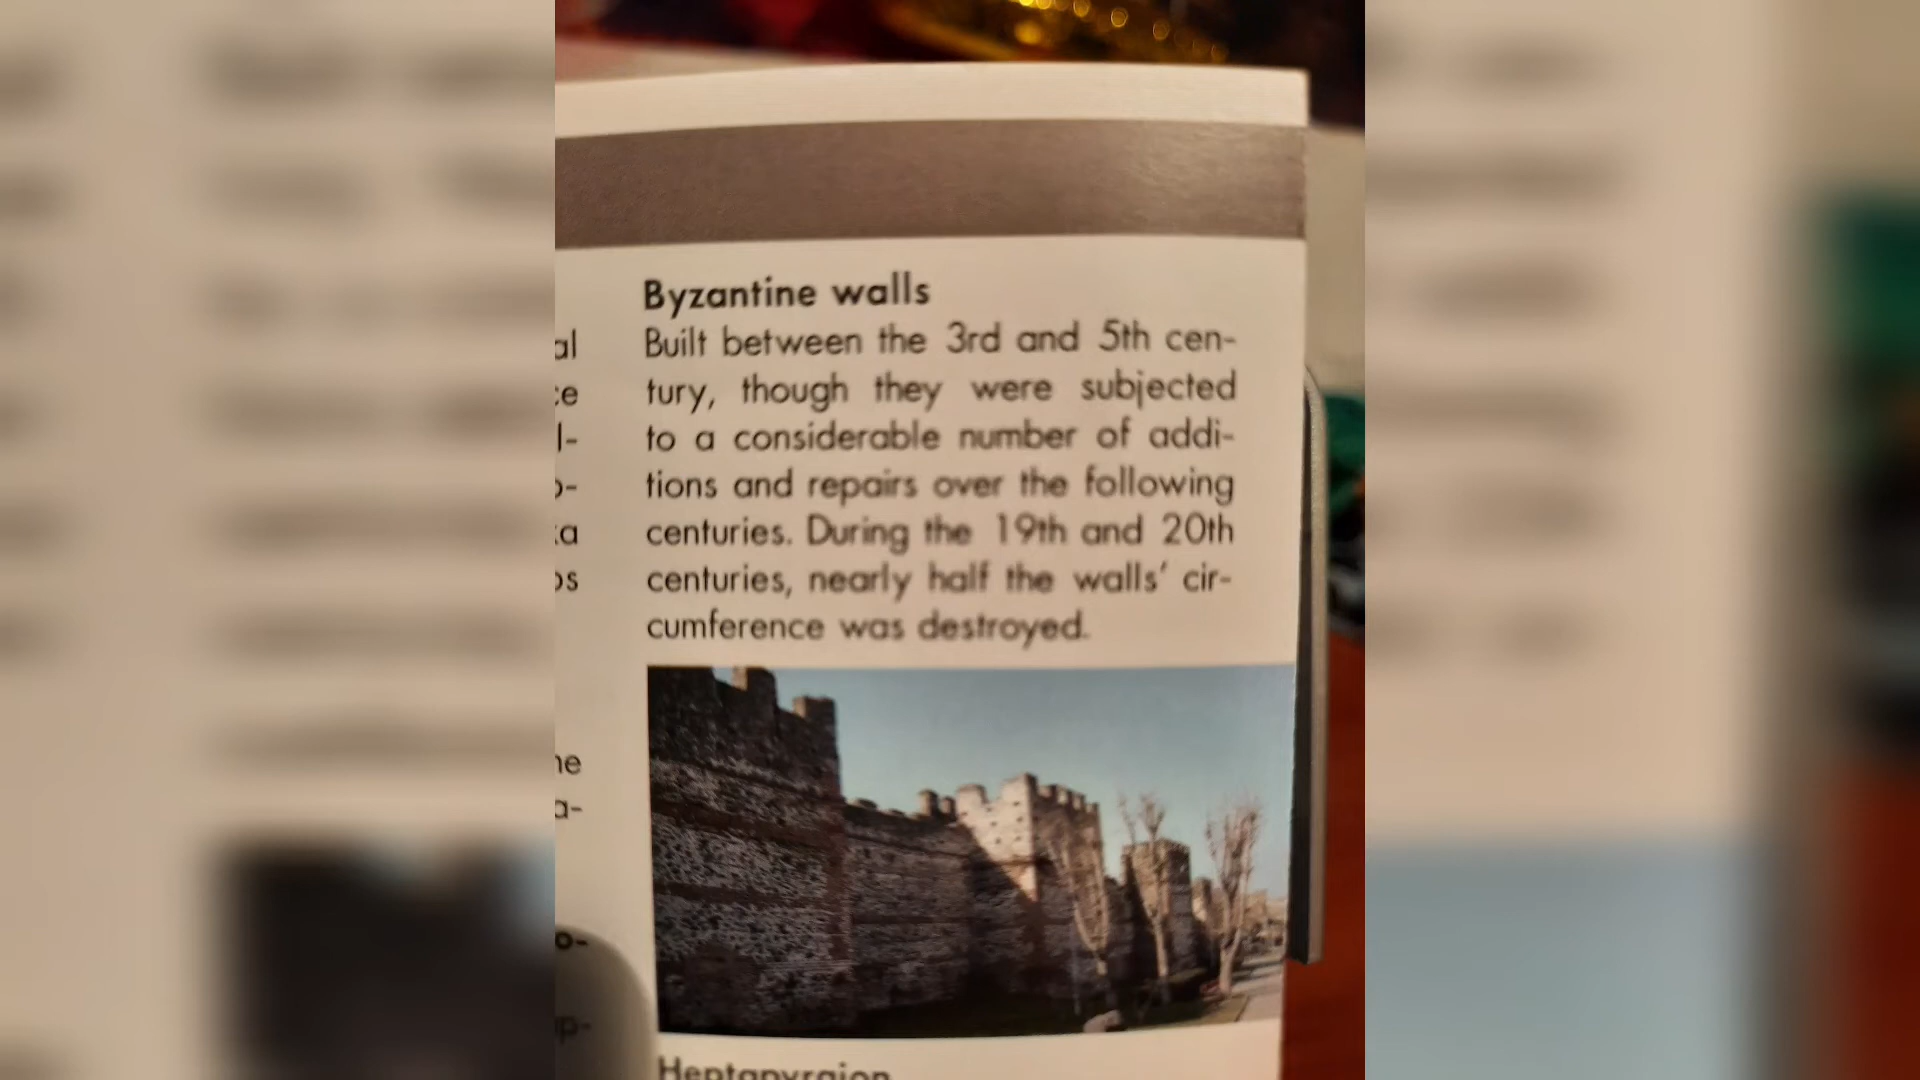 Byzantine walls
Built between the 3rd and 5th cen-
tury, though they were subjected
to a considerable number of addi-
tions and repairs over the following
centuries. During the 19th and 20th
centuries, nearly half the walls' cir-
cumference was destroyed.
Heptapyrgion